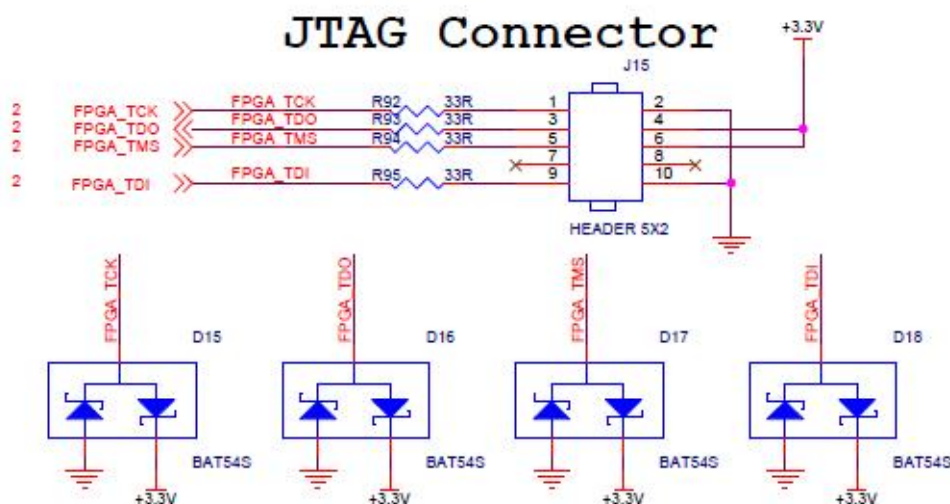 JTAG Connector
+3.3V
J15
2 FPGA_TCK FPGA_TCK R92 33R 1 2
2 FPGA_TDO FPGA_TDO R93 33R 3 4
2 FPGA_TMS FPGA_TMS R94 33R 5 6
7 8
2 FPGA_TDI FPGA_TDI R95 33R 9 10
HEADER 5X2
FPGA_TCK FPGA_TDO FPGA_TMS FPGA_TDI
D15 D16 D17 D18
BAT54S BAT54S BAT54S BAT54S
+3.3V +3.3V +3.3V +3.3V